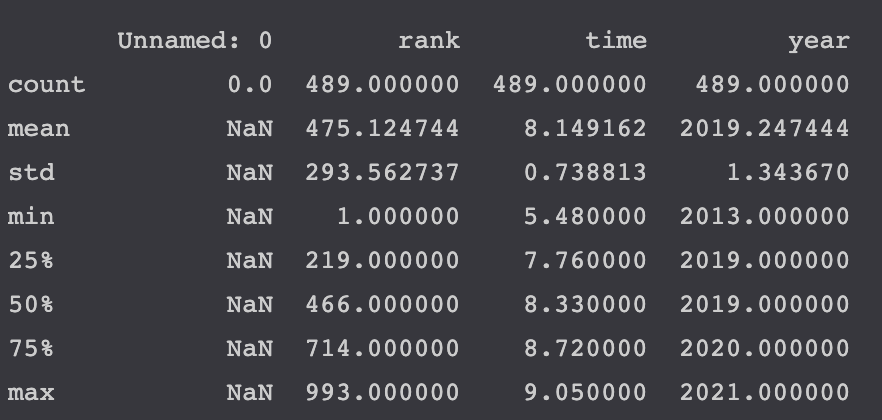 Unnamed: 0 rank time year
count 0.0 489.000000 489.000000 489.000000
mean NaN 475.124744 8.149162 2019.247444
std NaN 293.562737 0.738813 1.343670
min NaN 1.000000 5.480000 2013.000000
25% NaN 219.000000 7.760000 2019.000000
50% NaN 466.000000 8.330000 2019.000000
75% NaN 714.000000 8.720000 2020.000000
max NaN 993.000000 9.050000 2021.000000